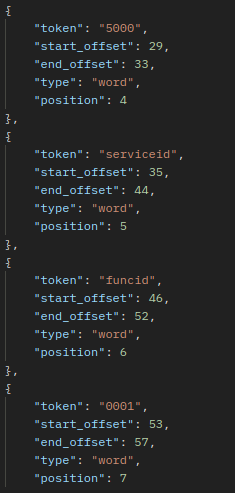 {
"token": "5000",
"start_offset": 29,
"end_offset": 33,
"type": "word",
"position": 4
},
{
"token": "serviceid",
"start_offset": 35,
"end_offset": 44,
"type": "word",
"position": 5
},
{
"token": "funcid",
"start_offset": 46,
"end_offset": 52,
"type": "word",
"position": 6
},
{
"token": "0001",
"start_offset": 53,
"end_offset": 57,
"type": "word",
"position": 7